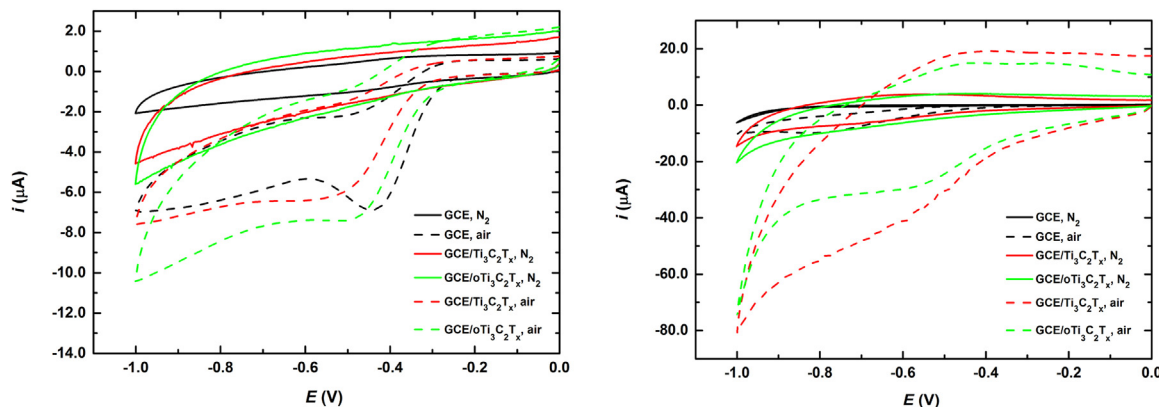 2.0
0.0
-2.0
-4.0
-6.0
-8.0
-10.0
-12.0
-14.0
i (μA)
-1.0 -0.8 -0.6 -0.4 -0.2 0.0
E (V)
GCE, N₂
GCE, air
GCE/Ti₃C₂Tₓ, N₂
GCE/oTi₃C₂Tₓ, N₂
GCE/Ti₃C₂Tₓ, air
GCE/oTi₃C₂Tₓ, air
20.0
0.0
-20.0
-40.0
-60.0
-80.0
i (μA)
-1.0 -0.8 -0.6 -0.4 -0.2 0.0
E (V)
GCE, N₂
GCE, air
GCE/Ti₃C₂Tₓ, N₂
GCE/oTi₃C₂Tₓ, N₂
GCE/Ti₃C₂Tₓ, air
GCE/oTi₃C₂Tₓ, air